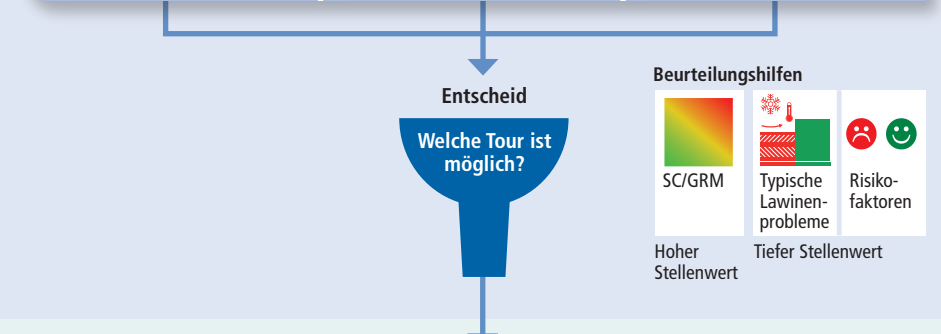 Beurteilungshilfen
Entscheid
Welche Tour ist
möglich?
SC/GRM
Typische
Lawinen-
probleme
Risiko-
faktoren
Hoher
Stellenwert
Tiefer Stellenwert